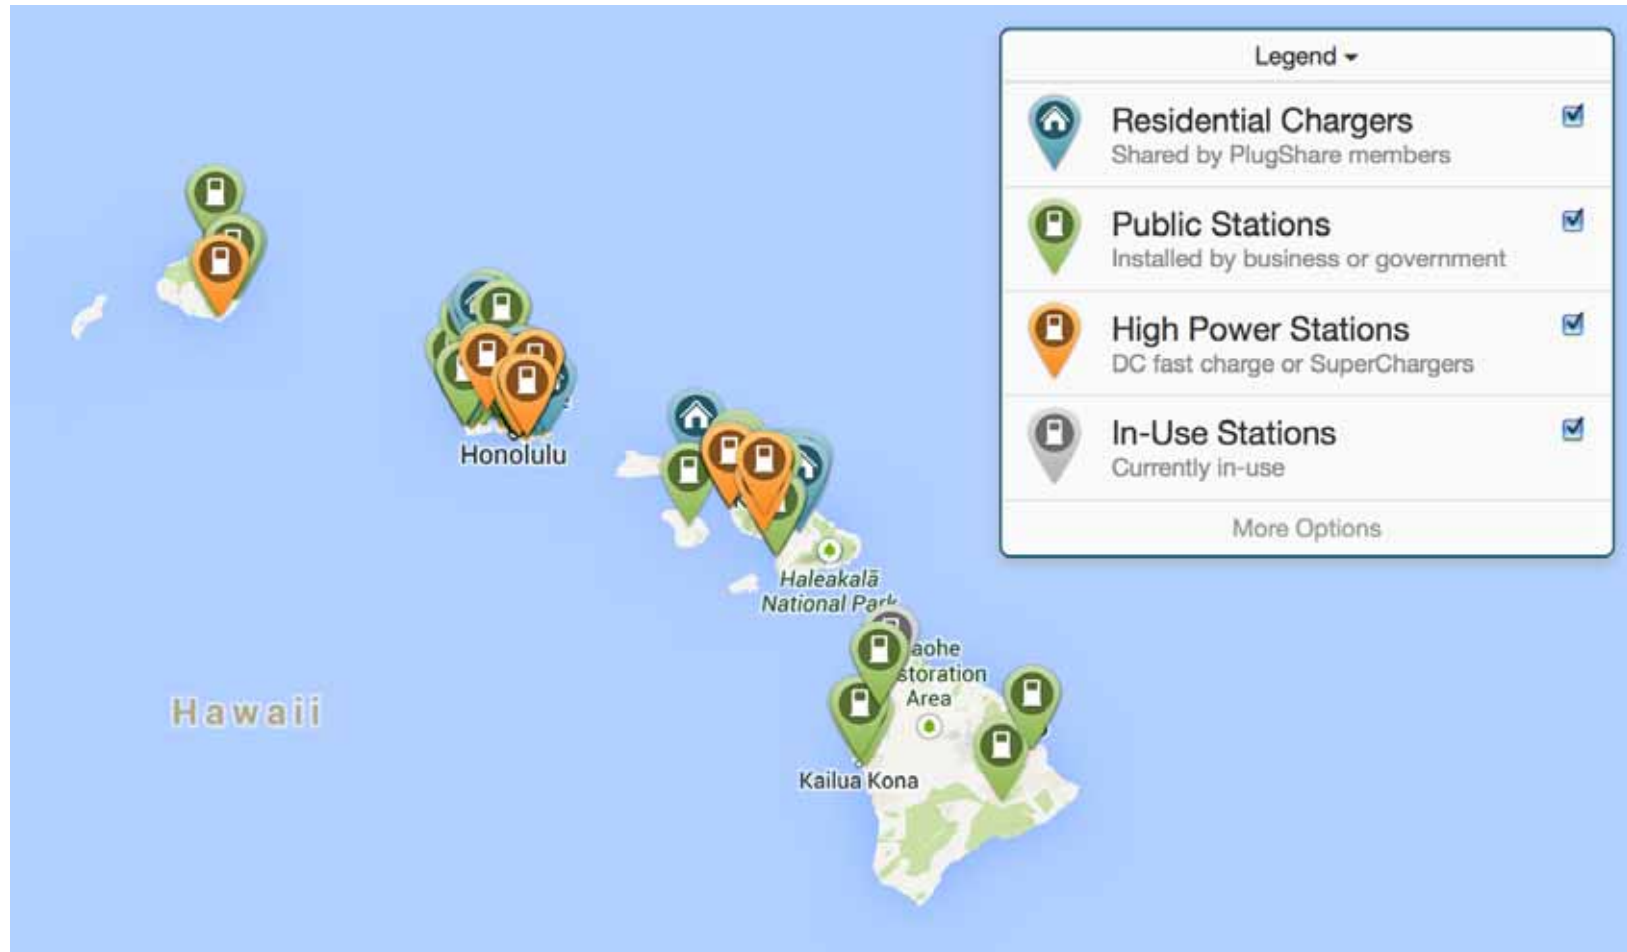 Legend
Residential Chargers
Shared by PlugShare members
Public Stations
Installed by business or government
High Power Stations
DC fast charge or SuperChargers
In-Use Stations
Currently in-use
More Options
Honolulu
Haleakalā
National Park
aohe
storation
Area
Hawaii
Kailua Kona